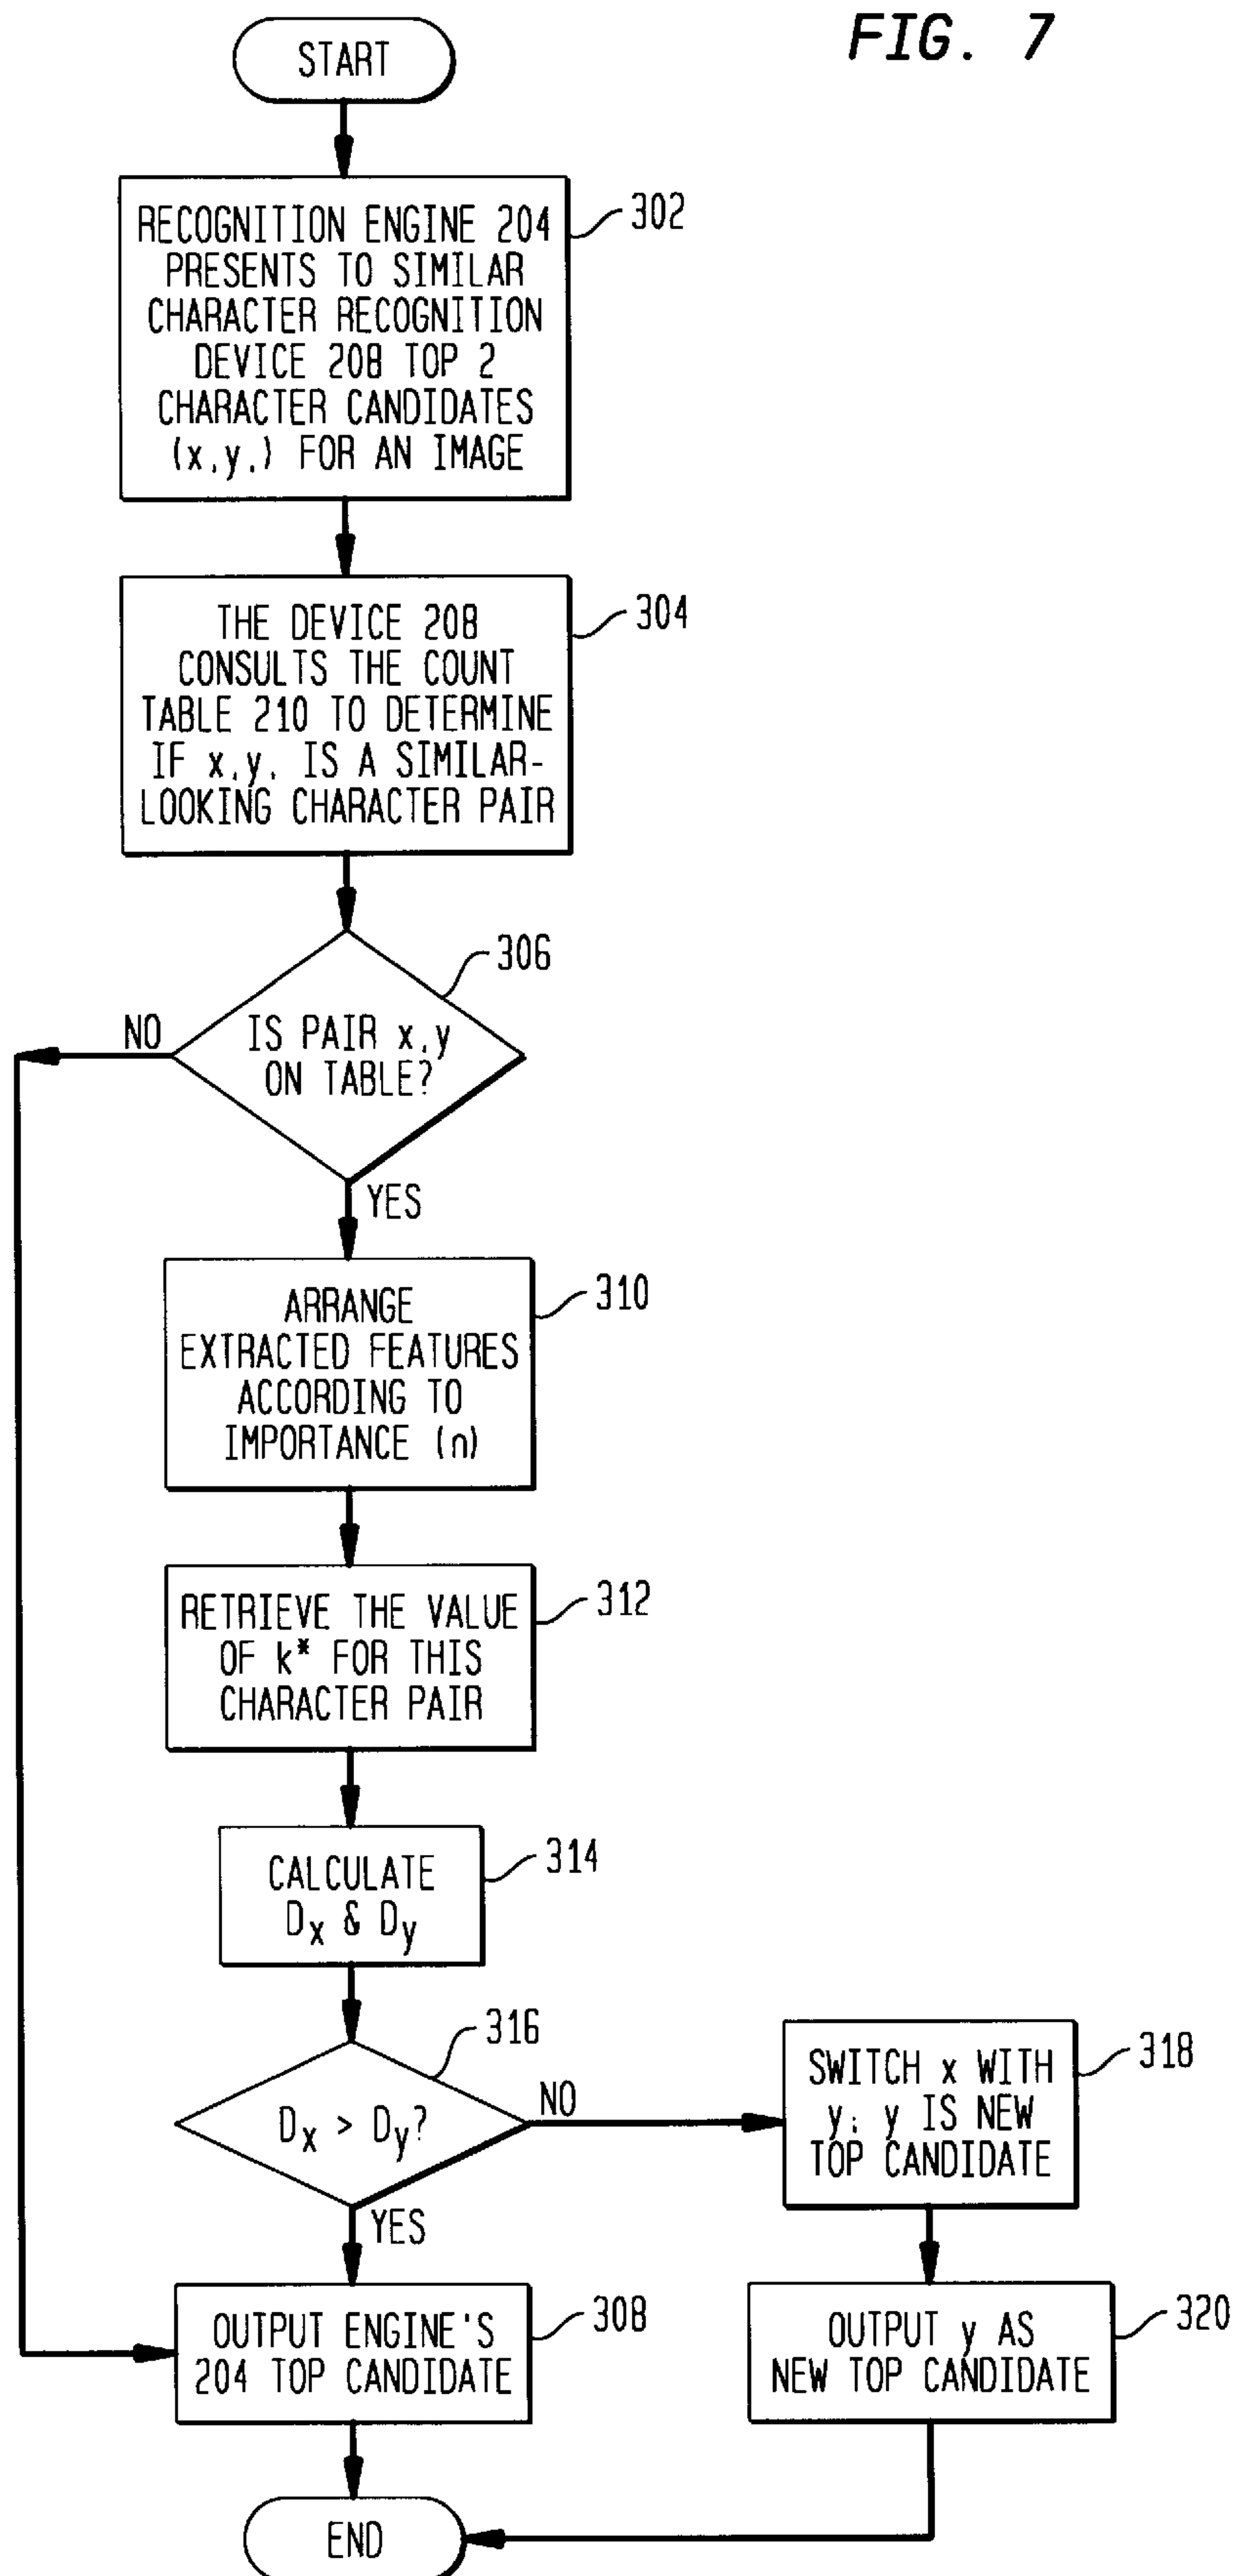 FIG. 7
START
302
RECOGNITION ENGINE 204
PRESENTS TO SIMILAR
CHARACTER RECOGNITION
DEVICE 208 TOP 2
CHARACTER CANDIDATES
(x,y,) FOR AN IMAGE
304
THE DEVICE 208
CONSULTS THE COUNT
TABLE 210 TO DETERMINE
IF x,y, IS A SIMILAR-
LOOKING CHARACTER PAIR
306
NO
IS PAIR x,y
ON TABLE?
YES
310
ARRANGE
EXTRACTED FEATURES
ACCORDING TO
IMPORTANCE (n)
312
RETRIEVE THE VALUE
OF k* FOR THIS
CHARACTER PAIR
314
CALCULATE
Dx & Dy
316
Dx > Dy?
NO
YES
318
SWITCH x WITH
y; y IS NEW
TOP CANDIDATE
308
OUTPUT ENGINE'S
204 TOP CANDIDATE
320
OUTPUT y AS
NEW TOP CANDIDATE
END